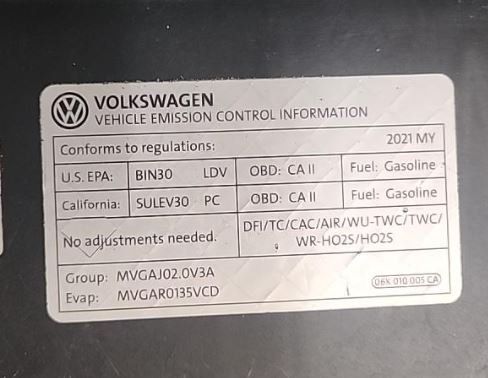 VOLKSWAGEN
VEHICLE EMISSION CONTROL INFORMATION
Conforms to regulations: 2021 MY
U.S. EPA: BIN30 LDV OBD: CA II Fuel: Gasoline
California: SULEV30 PC OBD: CA II Fuel: Gasoline
No adjustments needed.
DFI/TC/CAC/AIR/WU-TWC/TWC/
WR-HO2S/HO2S
Group: MVGAJ02.0V3A
Evap: MVGAR0135VCD
06K 010 005 CA